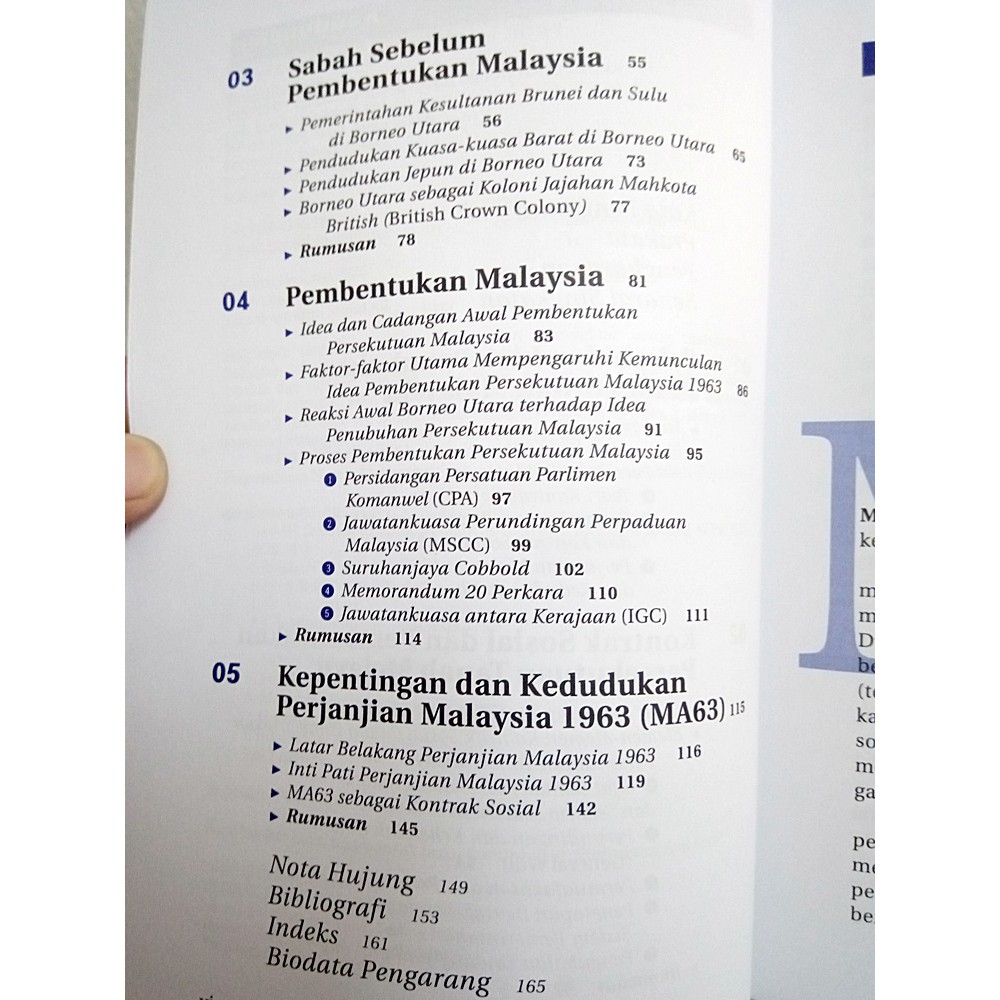 03 Sabah Sebelum
Pembentukan Malaysia 55
▸ Pemerintahan Kesultanan Brunei dan Sulu
di Borneo Utara 56
▸ Pendudukan Kuasa-kuasa Barat di Borneo Utara 65
▸ Pendudukan Jepun di Borneo Utara 73
▸ Borneo Utara sebagai Koloni Jajahan Mahkota
British (British Crown Colony) 77
▸ Rumusan 78
04 Pembentukan Malaysia 81
▸ Idea dan Cadangan Awal Pembentukan
Persekutuan Malaysia 83
▸ Faktor-faktor Utama Mempengaruhi Kemunculan
Idea Pembentukan Persekutuan Malaysia 1963 86
▸ Reaksi Awal Borneo Utara terhadap Idea
Penubuhan Persekutuan Malaysia 91
▸ Proses Pembentukan Persekutuan Malaysia 95
❶ Persidangan Persatuan Parlimen
Komanwel (CPA) 97
❷ Jawatankuasa Perundingan Perpaduan
Malaysia (MSCC) 99
❸ Suruhanjaya Cobbold 102
❹ Memorandum 20 Perkara 110
❺ Jawatankuasa antara Kerajaan (IGC) 111
▸ Rumusan 114
05 Kepentingan dan Kedudukan
Perjanjian Malaysia 1963 (MA63) 115
▸ Latar Belakang Perjanjian Malaysia 1963 116
▸ Inti Pati Perjanjian Malaysia 1963 119
▸ MA63 sebagai Kontrak Sosial 142
▸ Rumusan 145
Nota Hujung 149
Bibliografi 153
Indeks 161
Biodata Pengarang 165